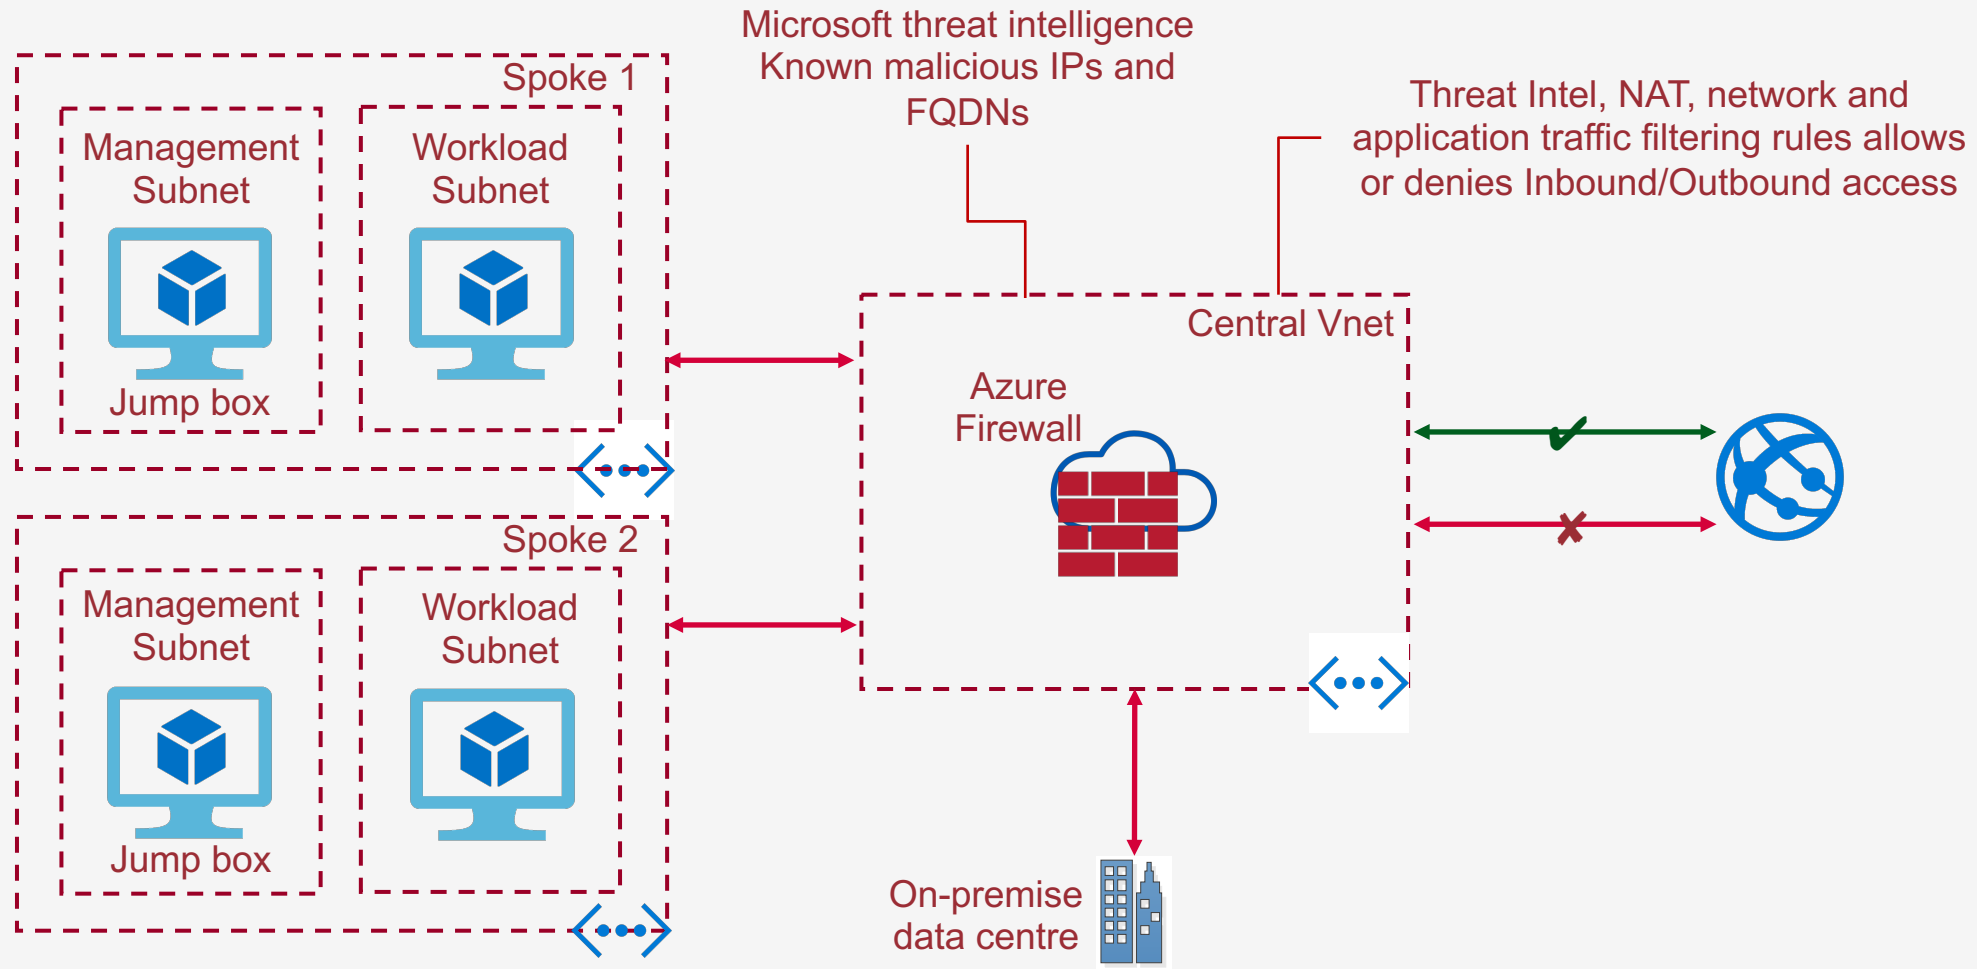 Microsoft threat intelligence
Known malicious IPs and
FQDNs
Threat Intel, NAT, network and
application traffic filtering rules allows
or denies Inbound/Outbound access
Spoke 1
Management
Subnet
Jump box
Workload
Subnet
Central Vnet
Azure
Firewall
Spoke 2
Management
Subnet
Jump box
Workload
Subnet
On-premise
data centre